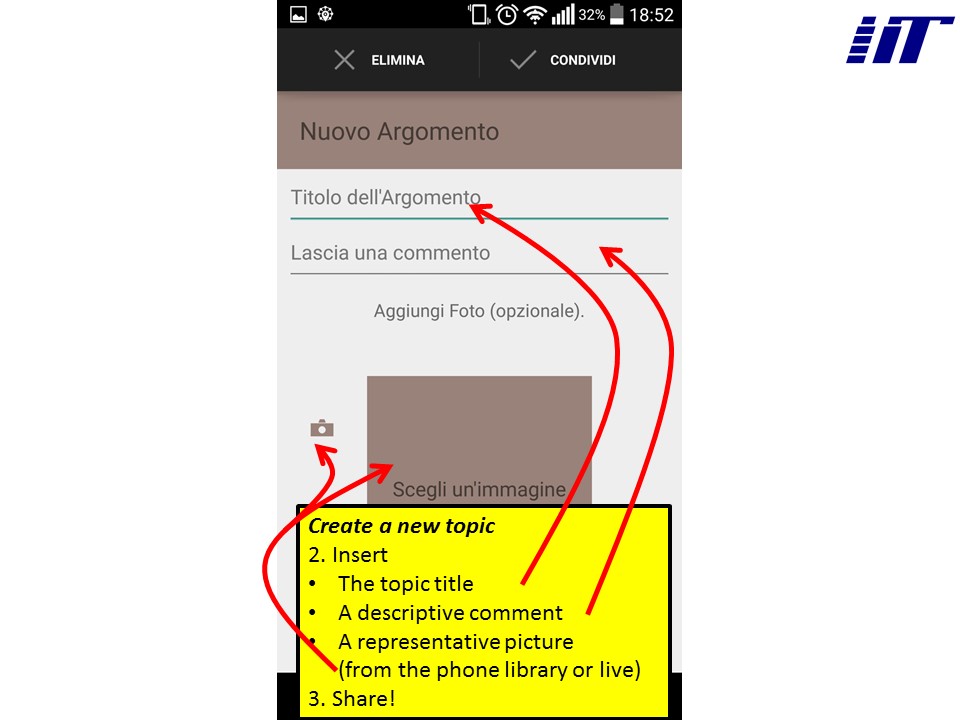 32% 18:52
IIT
ELIMINA CONDIVIDI
Nuovo Argomento
Titolo dell'Argomento
Lascia una commento
Aggiungi Foto (opzionale).
Scegli un'immagine
Create a new topic
2. Insert
• The topic title
• A descriptive comment
• A representative picture
(from the phone library or live)
3. Share!